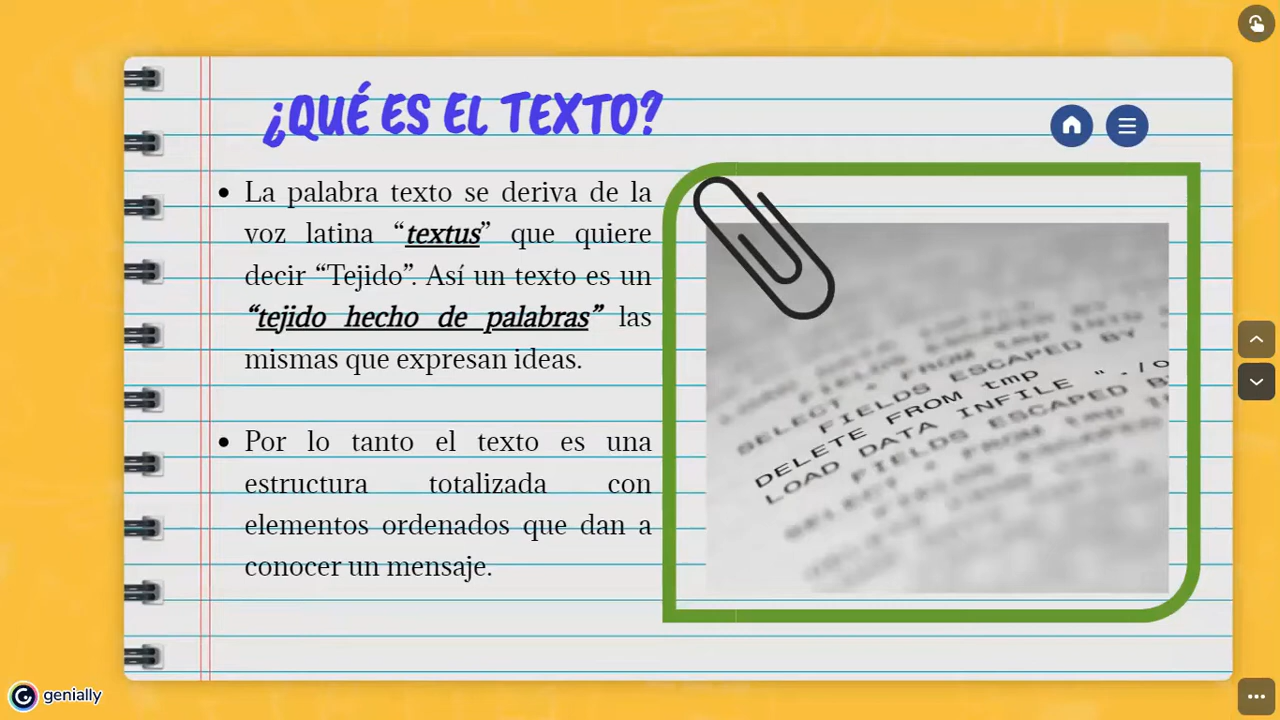 ¿QUÉ ES EL TEXTO?
• La palabra texto se deriva de la
voz latina “textus” que quiere
decir “Tejido”. Así un texto es un
“tejido hecho de palabras” las
mismas que expresan ideas.
• Por lo tanto el texto es una
estructura totalizada con
elementos ordenados que dan a
conocer un mensaje.
FIELDS ESCAPED BY
DELETE FROM tmp
LOAD DATA INFILE "./o
FIELDS ESCAPED
genially